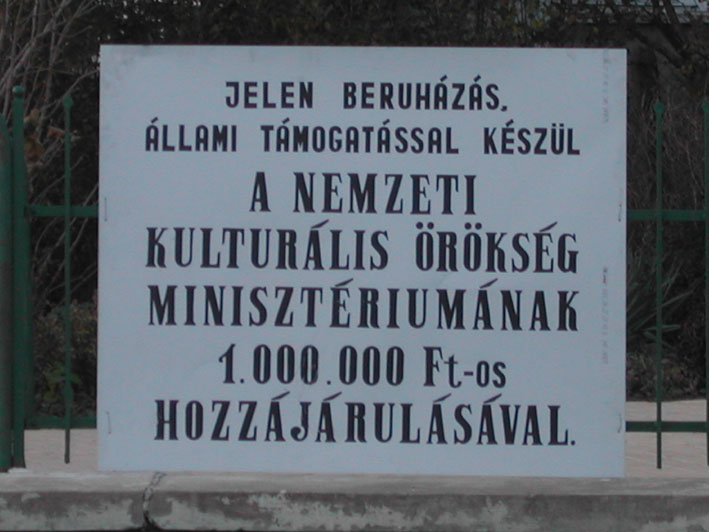 JELEN BERUHÁZÁS,
ÁLLAMI TÁMOGATÁSSAL KÉSZÜL
A NEMZETI
KULTURÁLIS ÖRÖKSÉG
MINISZTÉRIUMÁNAK
1.000.000 Ft-os
HOZZÁJÁRULÁSÁVAL.